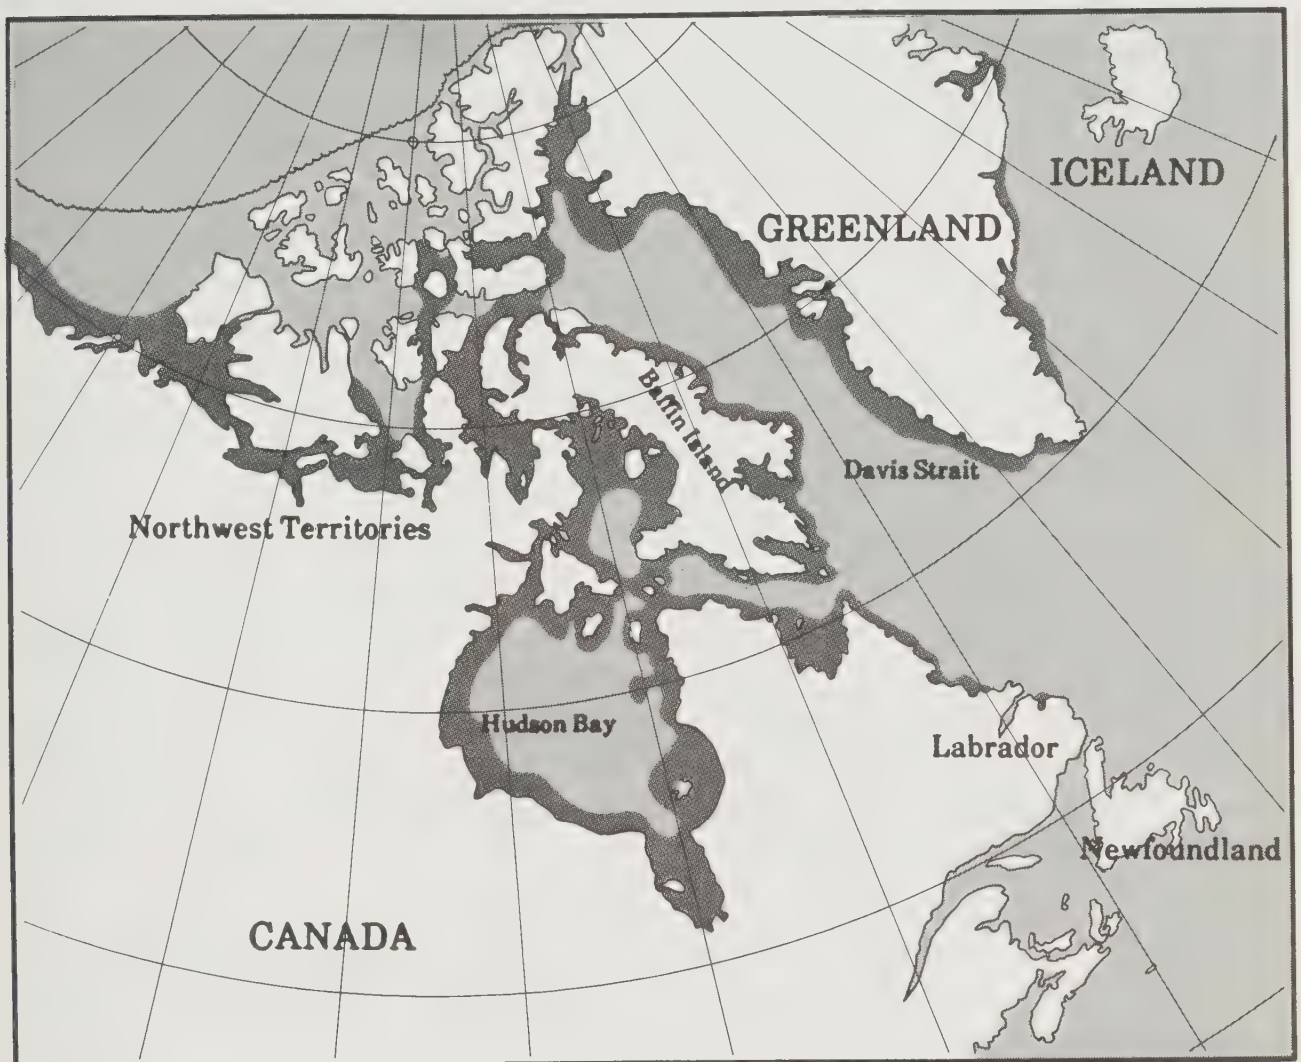 ICELAND
GREENLAND
Baffin Island
Davis Strait
Northwest Territories
Hudson Bay
Labrador
Newfoundland
CANADA